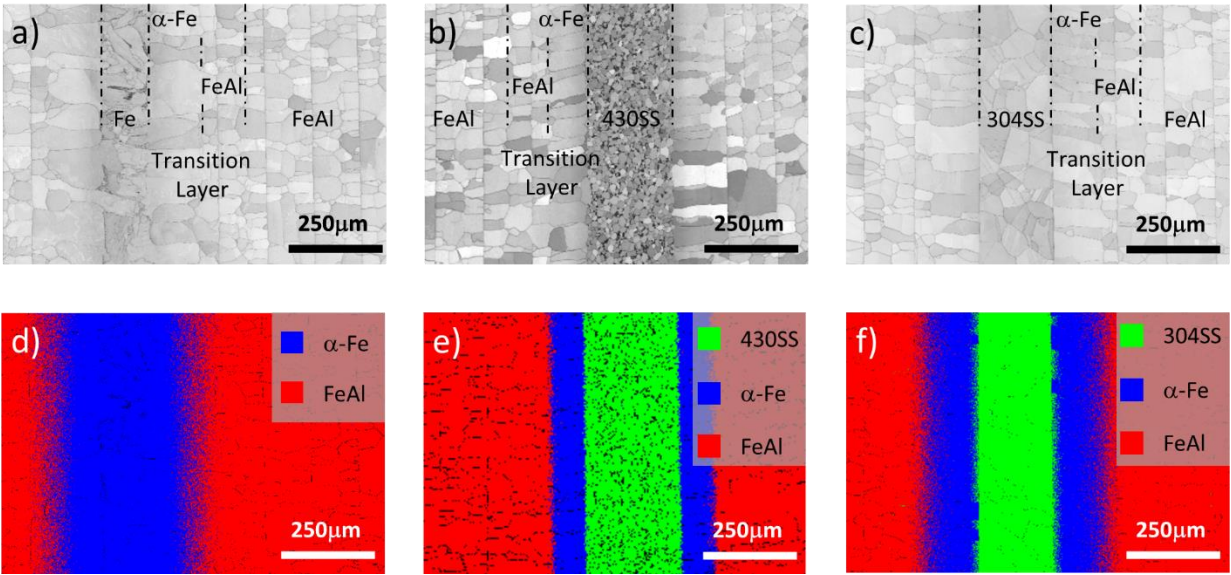 a)
α-Fe
FeAl
Fe
FeAl
Transition
Layer
250μm
b)
α-Fe
FeAl
FeAl
430SS
Transition
Layer
250μm
c)
α-Fe
FeAl
304SS
FeAl
Transition
Layer
250μm
d)
α-Fe
FeAl
250μm
e)
430SS
α-Fe
FeAl
250μm
f)
304SS
α-Fe
FeAl
250μm